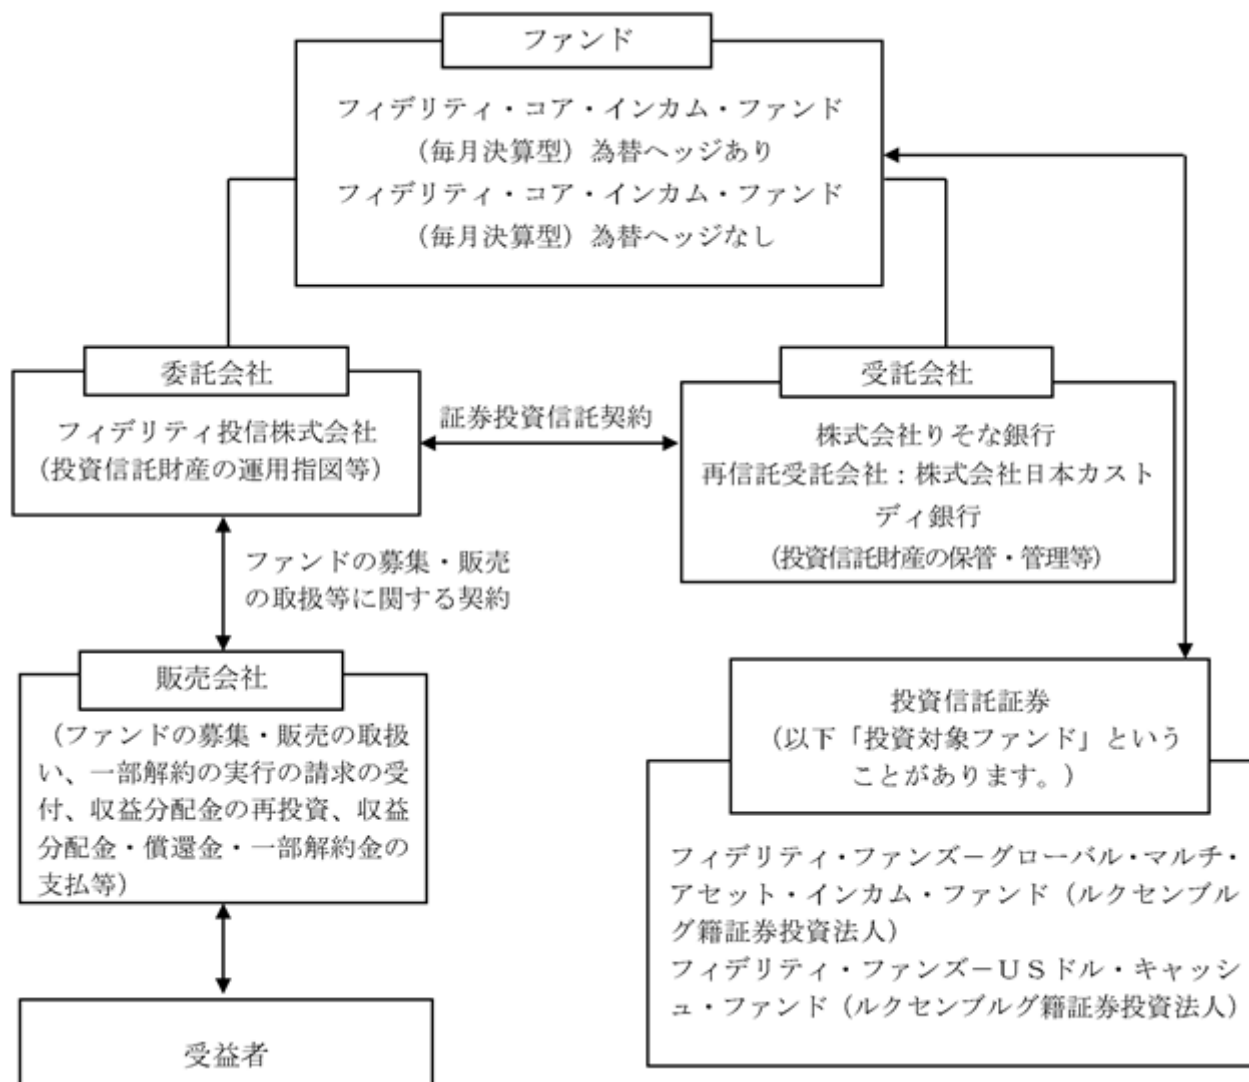 ファンド
フィデリティ・コア・インカム・ファンド
（毎月決算型）為替ヘッジあり
フィデリティ・コア・インカム・ファンド
（毎月決算型）為替ヘッジなし
委託会社
フィデリティ投信株式会社
（投資信託財産の運用指図等）
証券投資信託契約
受託会社
株式会社りそな銀行
再信託受託会社：株式会社日本カスト
ディ銀行
（投資信託財産の保管・管理等）
ファンドの募集・販売
の取扱等に関する契約
販売会社
（ファンドの募集・販売の取扱
い、一部解約の実行の請求の受
付、収益分配金の再投資、収益
分配金・償還金・一部解約金の
支払等）
受益者
投資信託証券
（以下「投資対象ファンド」という
ことがあります。）
フィデリティ・ファンズ－グローバル・マルチ・
アセット・インカム・ファンド（ルクセンブル
グ籍証券投資法人）
フィデリティ・ファンズ－ＵＳドル・キャッシ
ュ・ファンド（ルクセンブルグ籍証券投資法人）